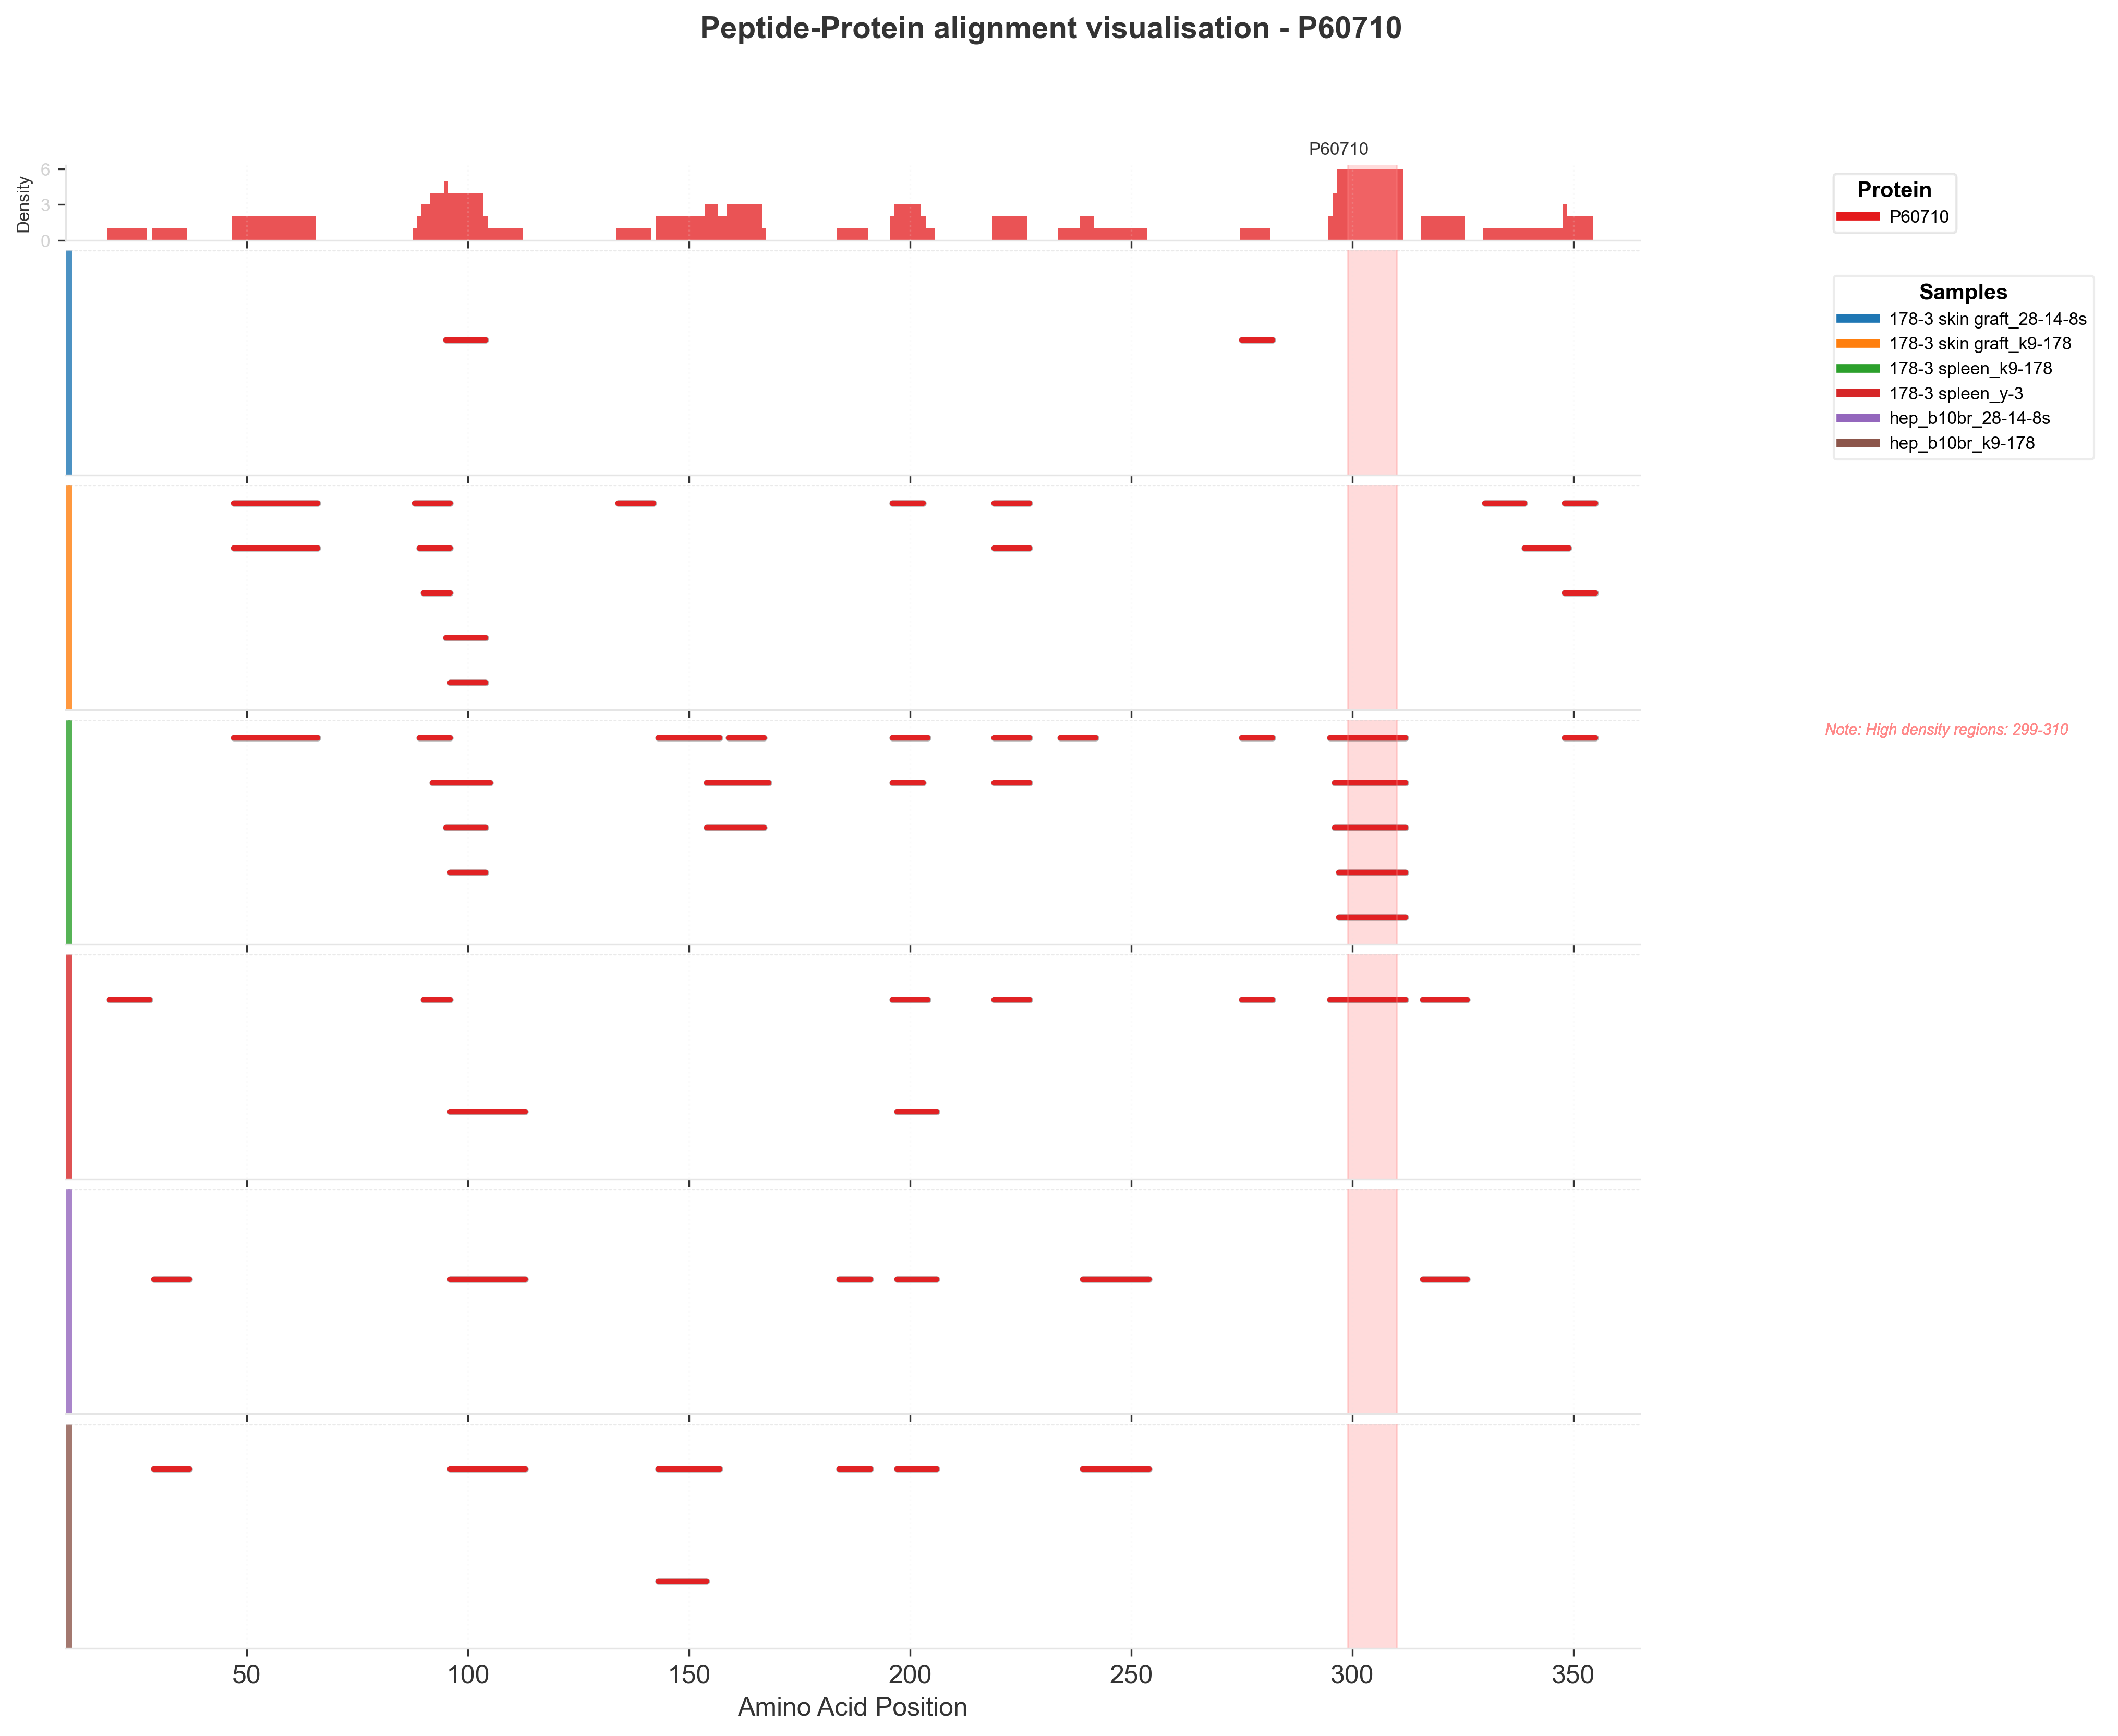 Peptide-Protein alignment visualisation - P60710
P60710
Density
6
3
0
Protein
P60710
Samples
178-3 skin graft_28-14-8s
178-3 skin graft_k9-178
178-3 spleen_k9-178
178-3 spleen_y-3
hep_b10br_28-14-8s
hep_b10br_k9-178
Note: High density regions: 299-310
50 100 150 200 250 300 350
Amino Acid Position